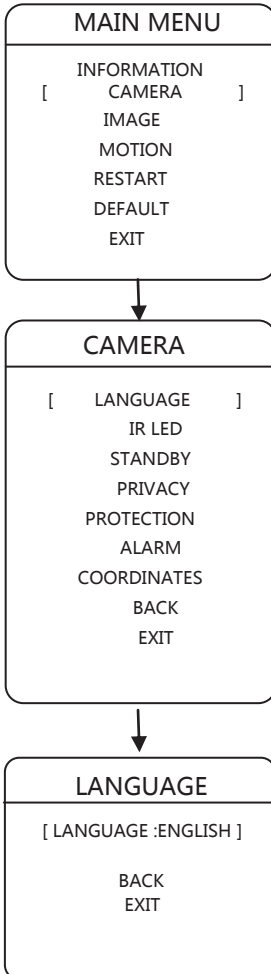 MAIN MENU
INFORMATION
[ CAMERA ]
IMAGE
MOTION
RESTART
DEFAULT
EXIT
CAMERA
[ LANGUAGE ]
IR LED
STANDBY
PRIVACY
PROTECTION
ALARM
COORDINATES
BACK
EXIT
LANGUAGE
[ LANGUAGE :ENGLISH ]
BACK
EXIT